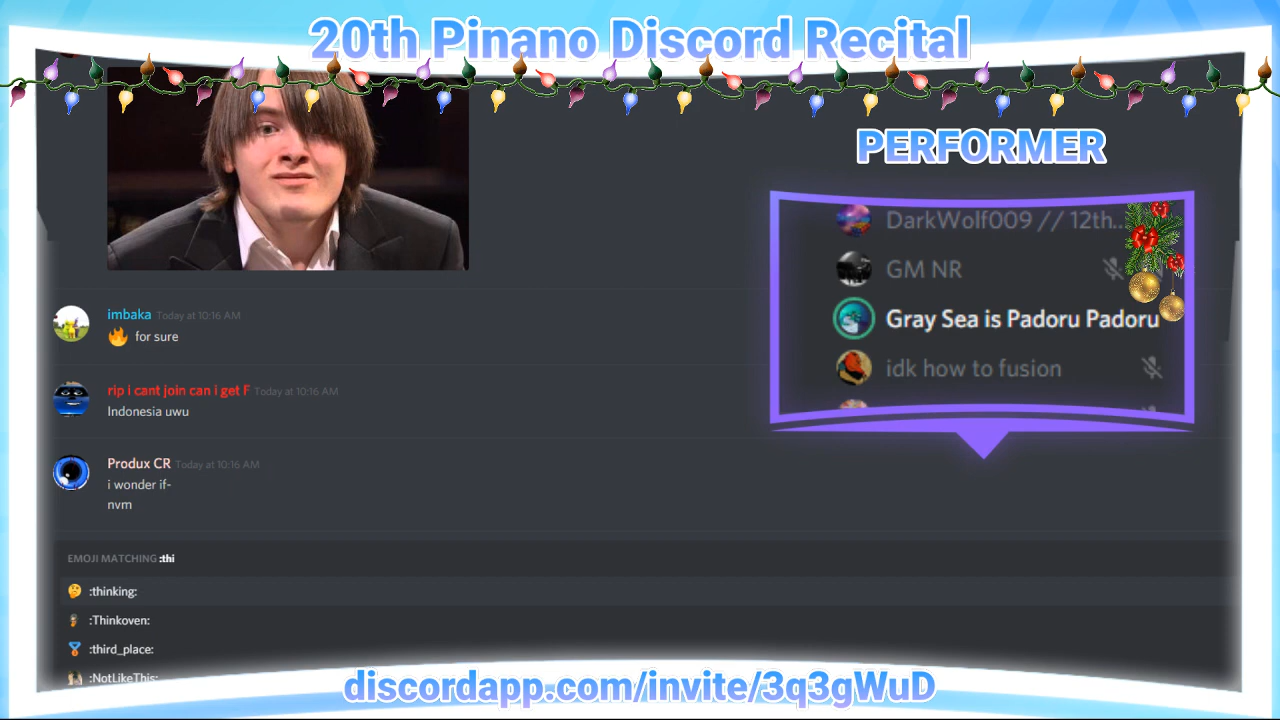 20th Pinano Discord Recital
PERFORMER
DarkWolf009 // 12th...
GM NR
Gray Sea is Padoru Padoru
idk how to fusion
imbaka Today at 10:16 AM
🔥 for sure
rip i cant join can i get F Today at 10:16 AM
Indonesia uwu
Produx CR Today at 10:16 AM
i wonder if-
nvm
EMOJI MATCHING :thi
:thinking:
:Thinkoven:
:third_place:
:NotLikeThis:
discordapp.com/invite/3q3gWuD